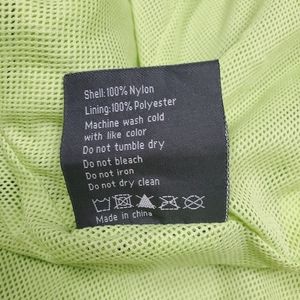 Shell:100% Nylon
Lining:100% Polyester
Machine wash cold
with like color
Do not tumble dry
Do not bleach
Do not iron
Do not dry clean
Made in china